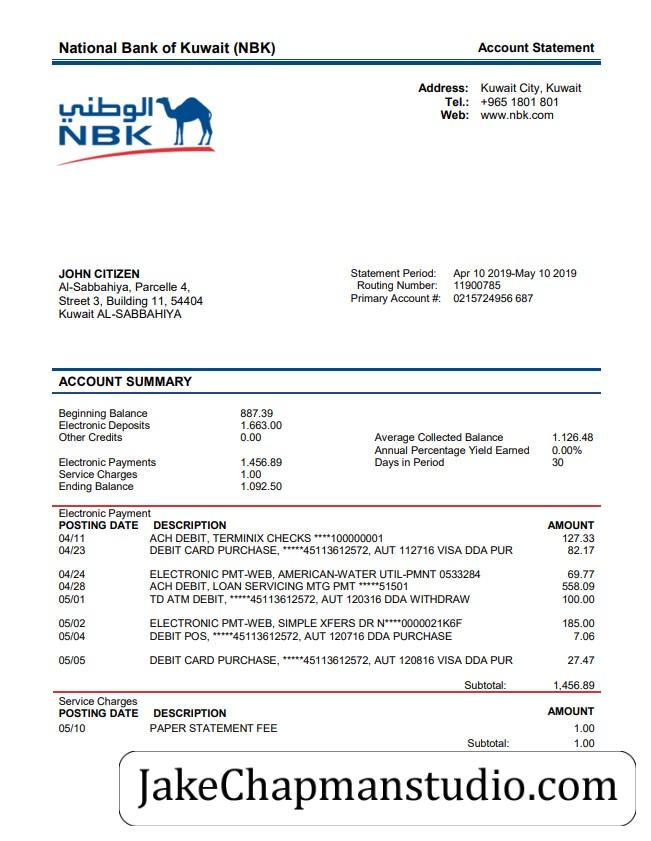 National Bank of Kuwait (NBK) Account Statement
Address: Kuwait City, Kuwait
Tel.: +965 1801 801
Web: www.nbk.com
الوطني
NBK
JOHN CITIZEN
Al-Sabbahiya, Parcelle 4,
Street 3, Building 11, 54404
Kuwait AL-SABBAHIYA
Statement Period: Apr 10 2019-May 10 2019
Routing Number: 11900785
Primary Account #: 0215724956 687
ACCOUNT SUMMARY
Beginning Balance 887.39
Electronic Deposits 1.663.00
Other Credits 0.00
Electronic Payments 1.456.89
Service Charges 1.00
Ending Balance 1.092.50
Average Collected Balance 1.126.48
Annual Percentage Yield Earned 0.00%
Days in Period 30
Electronic Payment
POSTING DATE DESCRIPTION AMOUNT
04/11 ACH DEBIT, TERMINIX CHECKS ****100000001 127.33
04/23 DEBIT CARD PURCHASE, *****45113612572, AUT 112716 VISA DDA PUR 82.17
04/24 ELECTRONIC PMT-WEB, AMERICAN-WATER UTIL-PMNT 0533284 69.77
04/28 ACH DEBIT, LOAN SERVICING MTG PMT *****51501 558.09
05/01 TD ATM DEBIT, *****45113612572, AUT 120316 DDA WITHDRAW 100.00
05/02 ELECTRONIC PMT-WEB, SIMPLE XFERS DR N****0000021K6F 185.00
05/04 DEBIT POS, *****45113612572, AUT 120716 DDA PURCHASE 7.06
05/05 DEBIT CARD PURCHASE, *****45113612572, AUT 120816 VISA DDA PUR 27.47
Subtotal: 1,456.89
Service Charges
POSTING DATE DESCRIPTION AMOUNT
05/10 PAPER STATEMENT FEE 1.00
Subtotal: 1.00
JakeChapmanstudio.com